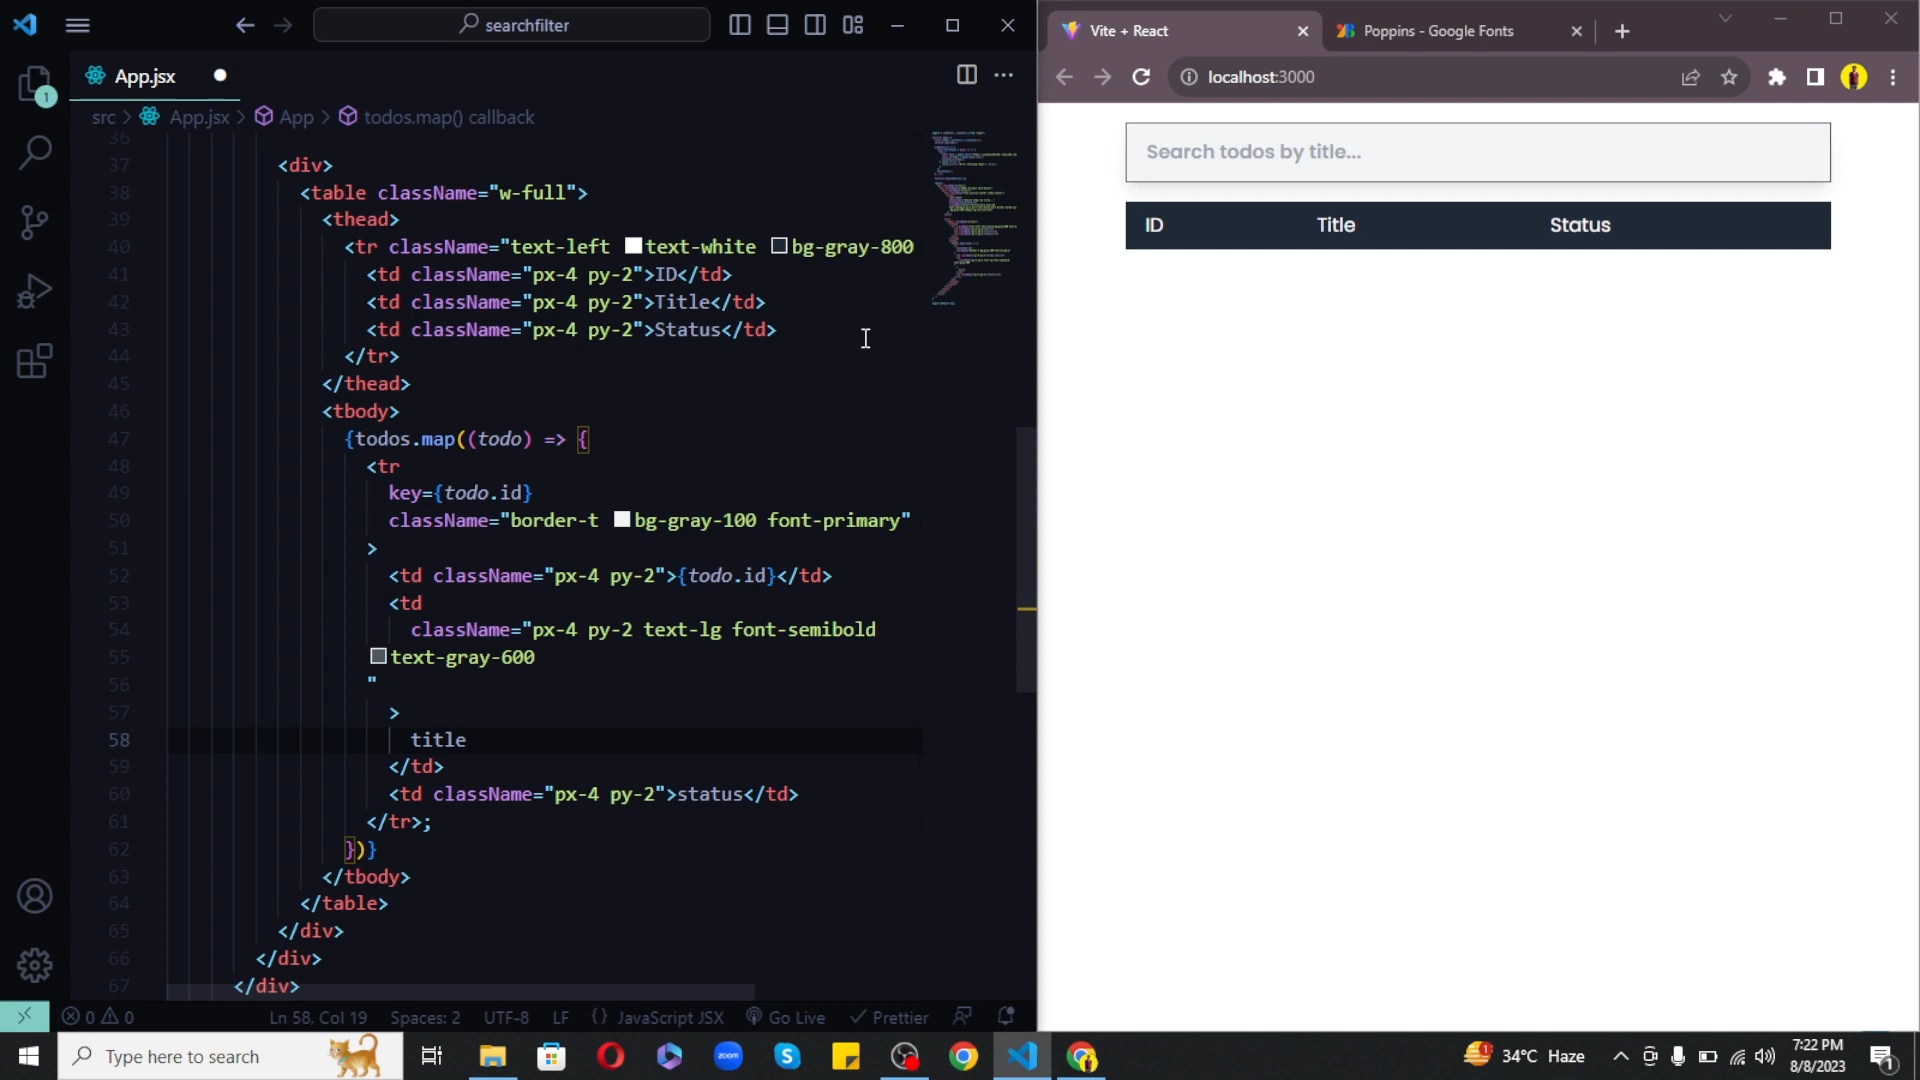 searchfilter
App.jsx
src > App.jsx > App > todos.map() callback
36
37 <div>
38 <table className="w-full">
39 <thead>
40 <tr className="text-left text-white bg-gray-800
41 <td className="px-4 py-2">ID</td>
42 <td className="px-4 py-2">Title</td>
43 <td className="px-4 py-2">Status</td>
44 </tr>
45 </thead>
46 <tbody>
47 {todos.map((todo) => {
48 <tr
49 key={todo.id}
50 className="border-t bg-gray-100 font-primary"
51 >
52 <td className="px-4 py-2">{todo.id}</td>
53 <td
54 className="px-4 py-2 text-lg font-semibold
55 text-gray-600
56 "
57 >
58 title
59 </td>
60 <td className="px-4 py-2">status</td>
61 </tr>;
62 })}
63 </tbody>
64 </table>
65 </div>
66 </div>
67 </div>
0 0
Ln 58, Col 19 Spaces: 2 UTF-8 LF {} JavaScript JSX Go Live Prettier
Vite + React
Poppins - Google Fonts
localhost:3000
Search todos by title...
ID Title Status
Type here to search
zoom
34°C Haze
7:22 PM
8/8/2023
1